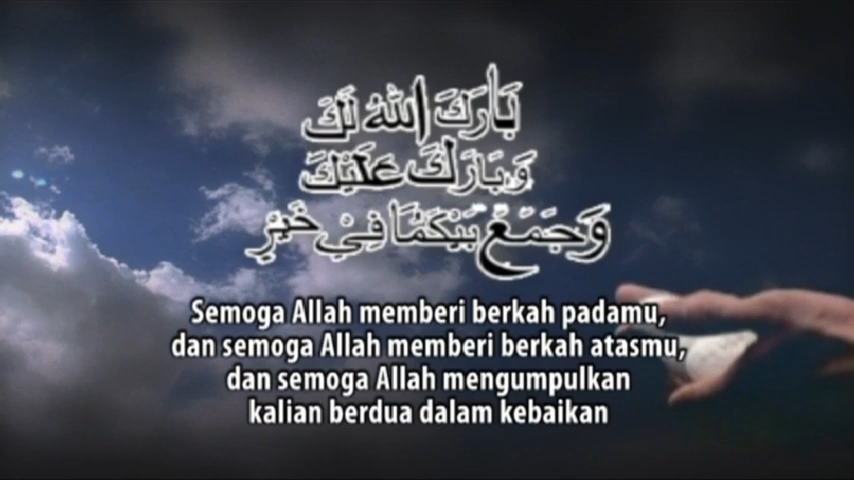 بَارَكَ اللهُ لَكَ
وَبَارَكَ عَلَيْكَ
وَجَمَعَ بَيْنَكُمَا فِيْ خَيْرٍ
Semoga Allah memberi berkah padamu,
dan semoga Allah memberi berkah atasmu,
dan semoga Allah mengumpulkan
kalian berdua dalam kebaikan